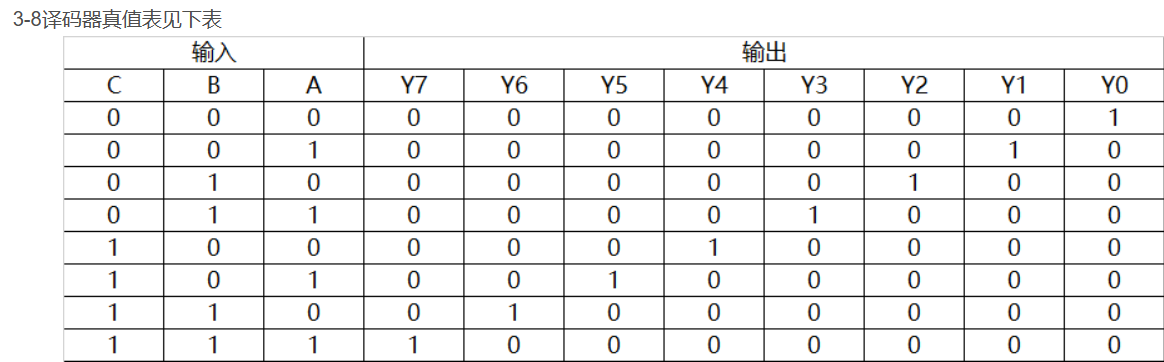 3-8译码器真值表见下表
输入 输出
C B A Y7 Y6 Y5 Y4 Y3 Y2 Y1 Y0
0 0 0 0 0 0 0 0 0 0 1
0 0 1 0 0 0 0 0 0 1 0
0 1 0 0 0 0 0 0 1 0 0
0 1 1 0 0 0 0 1 0 0 0
1 0 0 0 0 0 1 0 0 0 0
1 0 1 0 0 1 0 0 0 0 0
1 1 0 0 1 0 0 0 0 0 0
1 1 1 1 0 0 0 0 0 0 0